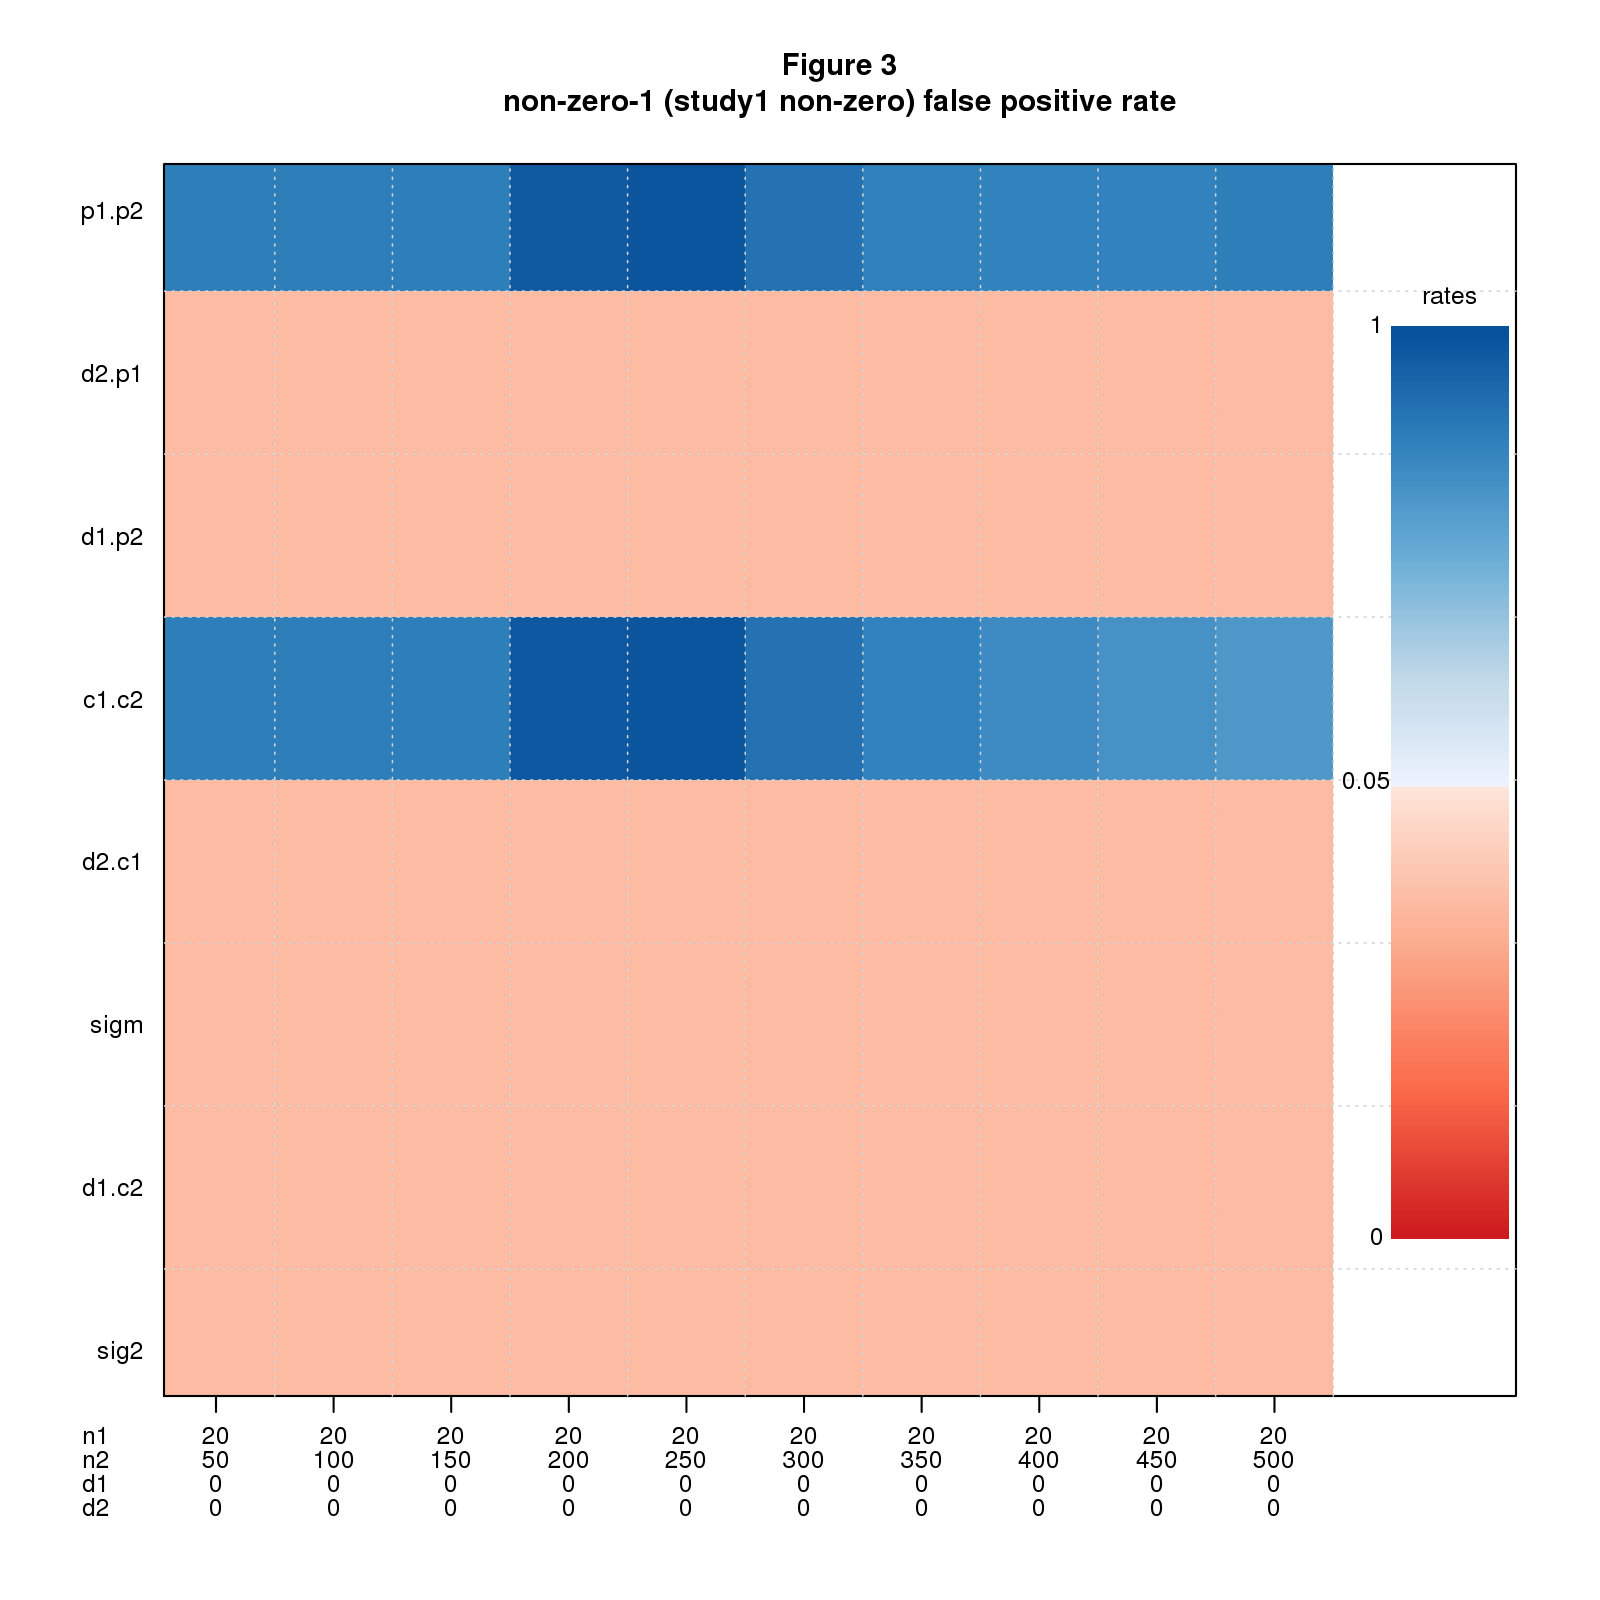 Figure 3
non-zero-1 (study1 non-zero) false positive rate
p1.p2
d2.p1
d1.p2
c1.c2
d2.c1
sigm
d1.c2
sig2
rates
1
0.05
0
n1 20 20 20 20 20 20 20 20 20 20
n2 50 100 150 200 250 300 350 400 450 500
d1 0 0 0 0 0 0 0 0 0 0
d2 0 0 0 0 0 0 0 0 0 0